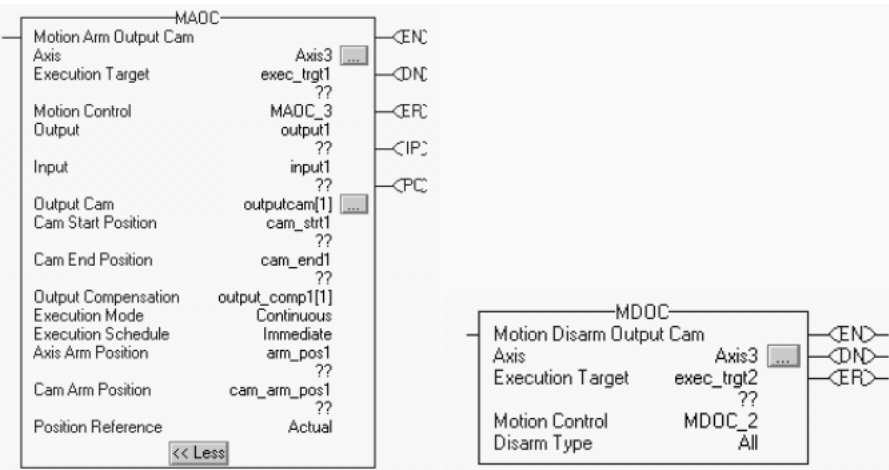 MAOC
Motion Arm Output Cam
Axis Axis3 ...
Execution Target exec_trgt1
??
Motion Control MAOC_3
Output output1
??
Input input1
??
Output Cam outputcam[1] ...
Cam Start Position cam_strt1
??
Cam End Position cam_end1
??
Output Compensation output_comp1[1]
Execution Mode Continuous
Execution Schedule Immediate
Axis Arm Position arm_pos1
??
Cam Arm Position cam_arm_pos1
??
Position Reference Actual
<< Less
EN
DN
ER
IP
PC
MDOC
Motion Disarm Output Cam
Axis Axis3 ...
Execution Target exec_trgt2
??
Motion Control MDOC_2
Disarm Type All
EN
DN
ER